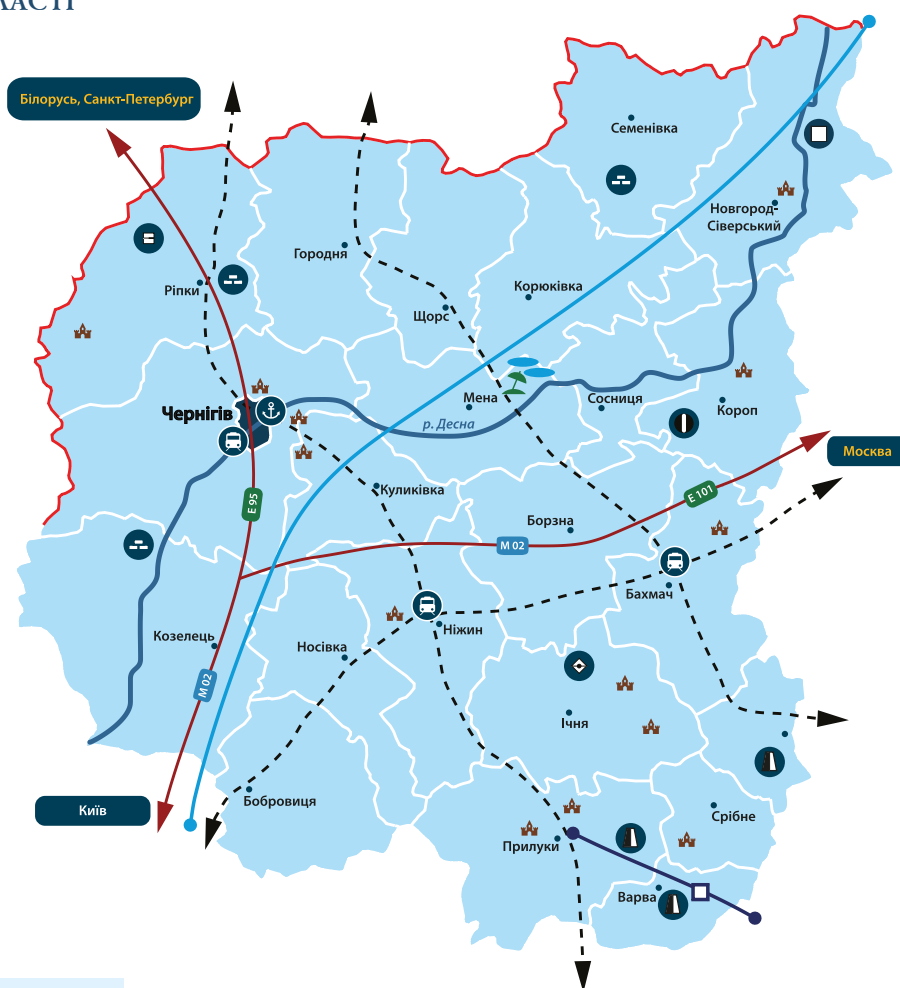 Білорусь, Санкт-Петербург
Семенівка
Новгород-
Сіверський
Городня
Ріпки
Корюківка
Щорс
Мена
Сосниця
Короп
Чернігів
р. Десна
Москва
Куликівка
E 95
E 101
Борзна
M 02
Бахмач
Ніжин
Козелець
Носівка
M 02
Ічня
Київ
Бобровиця
Срібне
Прилуки
Варва